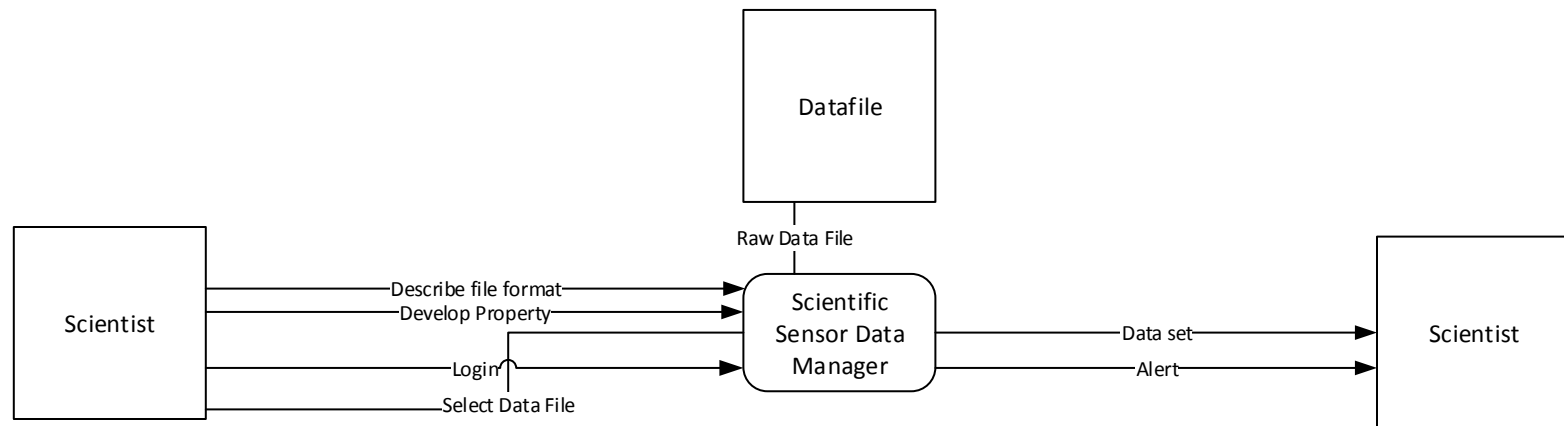 Datafile
Raw Data File
Scientist
Describe file format
Develop Property
Login
Select Data File
Scientific
Sensor Data
Manager
Data set
Alert
Scientist